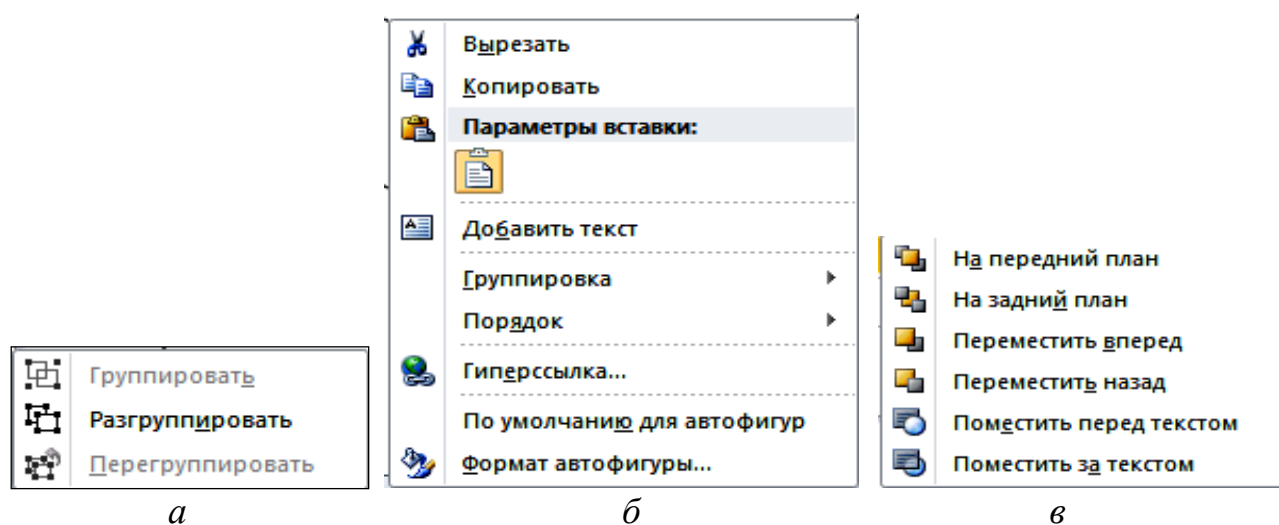 Группировать
Разгруппировать
Перегруппировать
а
Вырезать
Копировать
Параметры вставки:
Добавить текст
Группировка
Порядок
Гиперссылка...
По умолчанию для автофигур
Формат автофигуры...
б
На передний план
На задний план
Переместить вперед
Переместить назад
Поместить перед текстом
Поместить за текстом
в